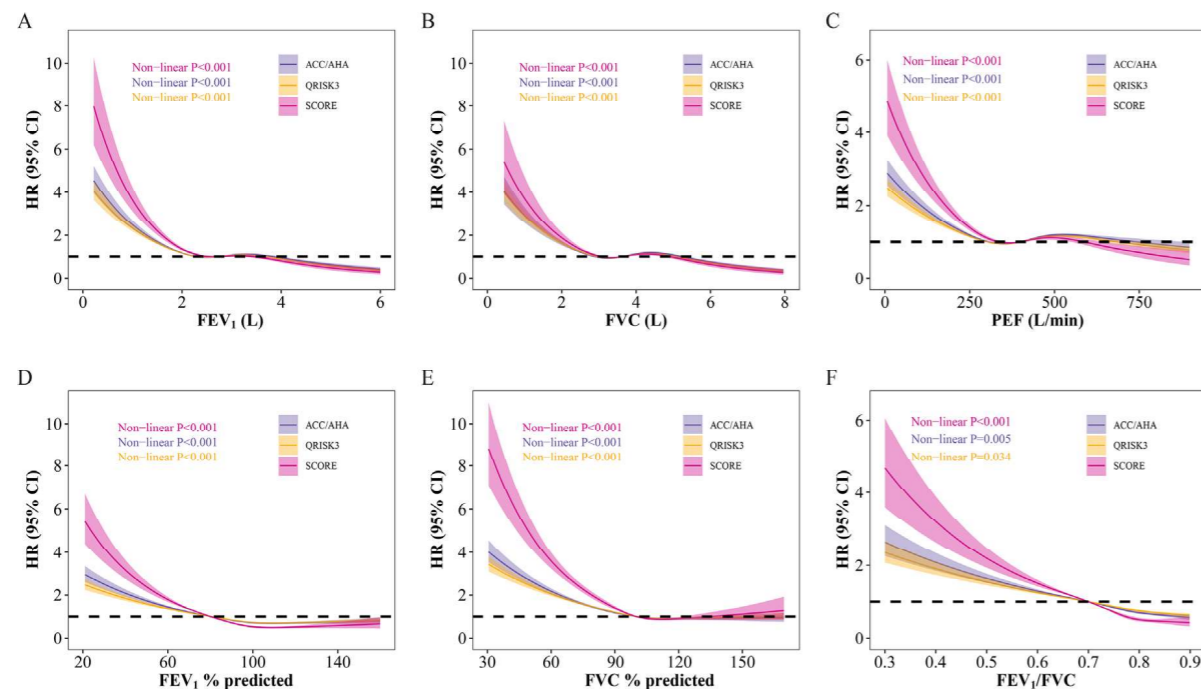 A
HR (95% CI)
10
8
6
4
2
0
Non−linear P<0.001
Non−linear P<0.001
Non−linear P<0.001
ACC/AHA
QRISK3
SCORE
0 2 4 6
FEV₁ (L)
B
HR (95% CI)
10
8
6
4
2
0
Non−linear P<0.001
Non−linear P<0.001
Non−linear P<0.001
ACC/AHA
QRISK3
SCORE
0 2 4 6 8
FVC (L)
C
HR (95% CI)
6
4
2
0
Non−linear P<0.001
Non−linear P<0.001
Non−linear P<0.001
ACC/AHA
QRISK3
SCORE
0 250 500 750
PEF (L/min)
D
HR (95% CI)
10
8
6
4
2
0
Non−linear P<0.001
Non−linear P<0.001
Non−linear P<0.001
ACC/AHA
QRISK3
SCORE
20 60 100 140
FEV₁ % predicted
E
HR (95% CI)
10
8
6
4
2
0
Non−linear P<0.001
Non−linear P<0.001
Non−linear P<0.001
ACC/AHA
QRISK3
SCORE
30 60 90 120 150
FVC % predicted
F
HR (95% CI)
6
4
2
0
Non−linear P<0.001
Non−linear P=0.005
Non−linear P=0.034
ACC/AHA
QRISK3
SCORE
0.3 0.4 0.5 0.6 0.7 0.8 0.9
FEV₁/FVC